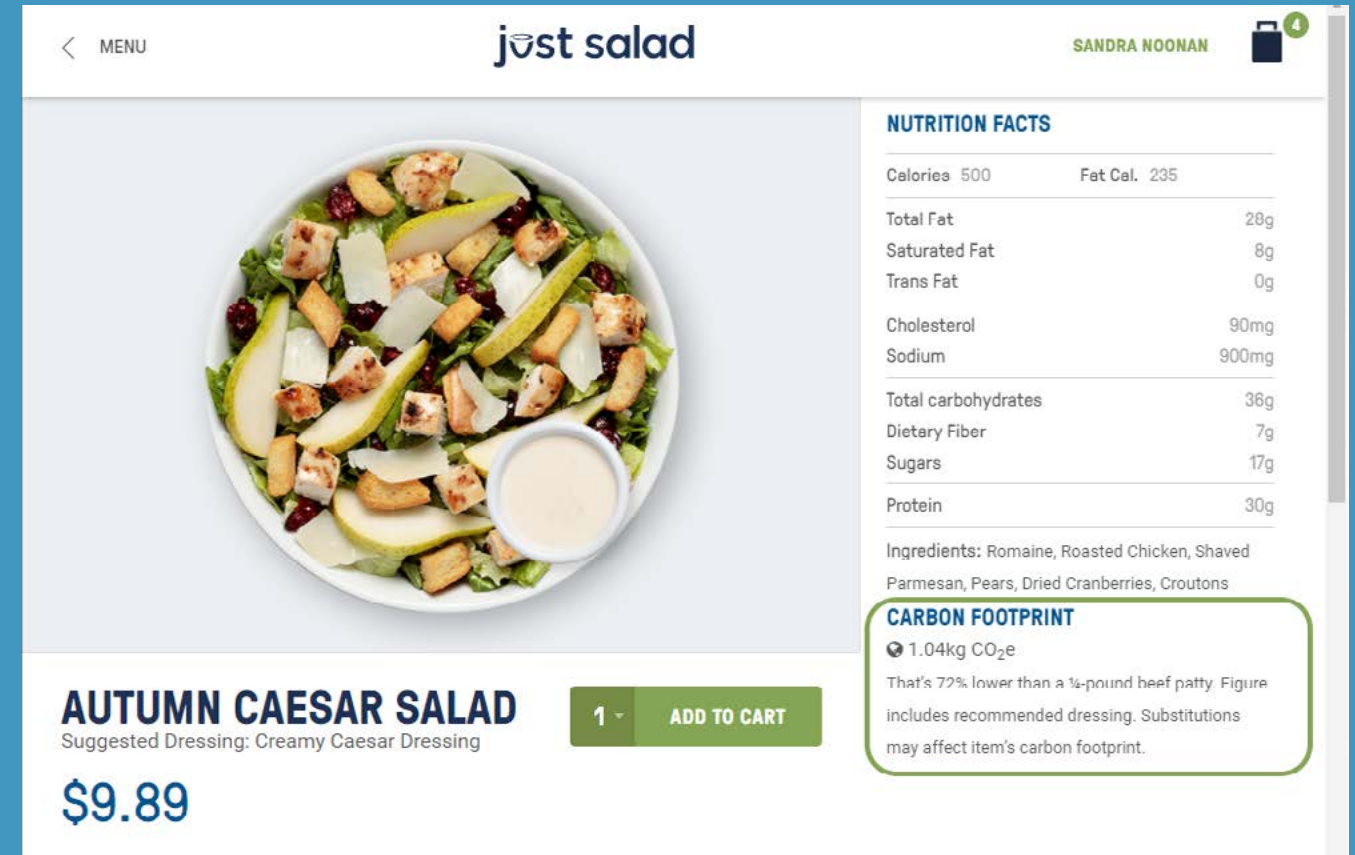 MENU
just salad
SANDRA NOONAN
4
NUTRITION FACTS
Calories 500 Fat Cal. 235
Total Fat 28g
Saturated Fat 8g
Trans Fat 0g
Cholesterol 90mg
Sodium 900mg
Total carbohydrates 36g
Dietary Fiber 7g
Sugars 17g
Protein 30g
Ingredients: Romaine, Roasted Chicken, Shaved
Parmesan, Pears, Dried Cranberries, Croutons
CARBON FOOTPRINT
1.04kg CO₂e
That's 72% lower than a ¼-pound beef patty. Figure
includes recommended dressing. Substitutions
may affect item's carbon footprint.
AUTUMN CAESAR SALAD
Suggested Dressing: Creamy Caesar Dressing
1 ADD TO CART
$9.89